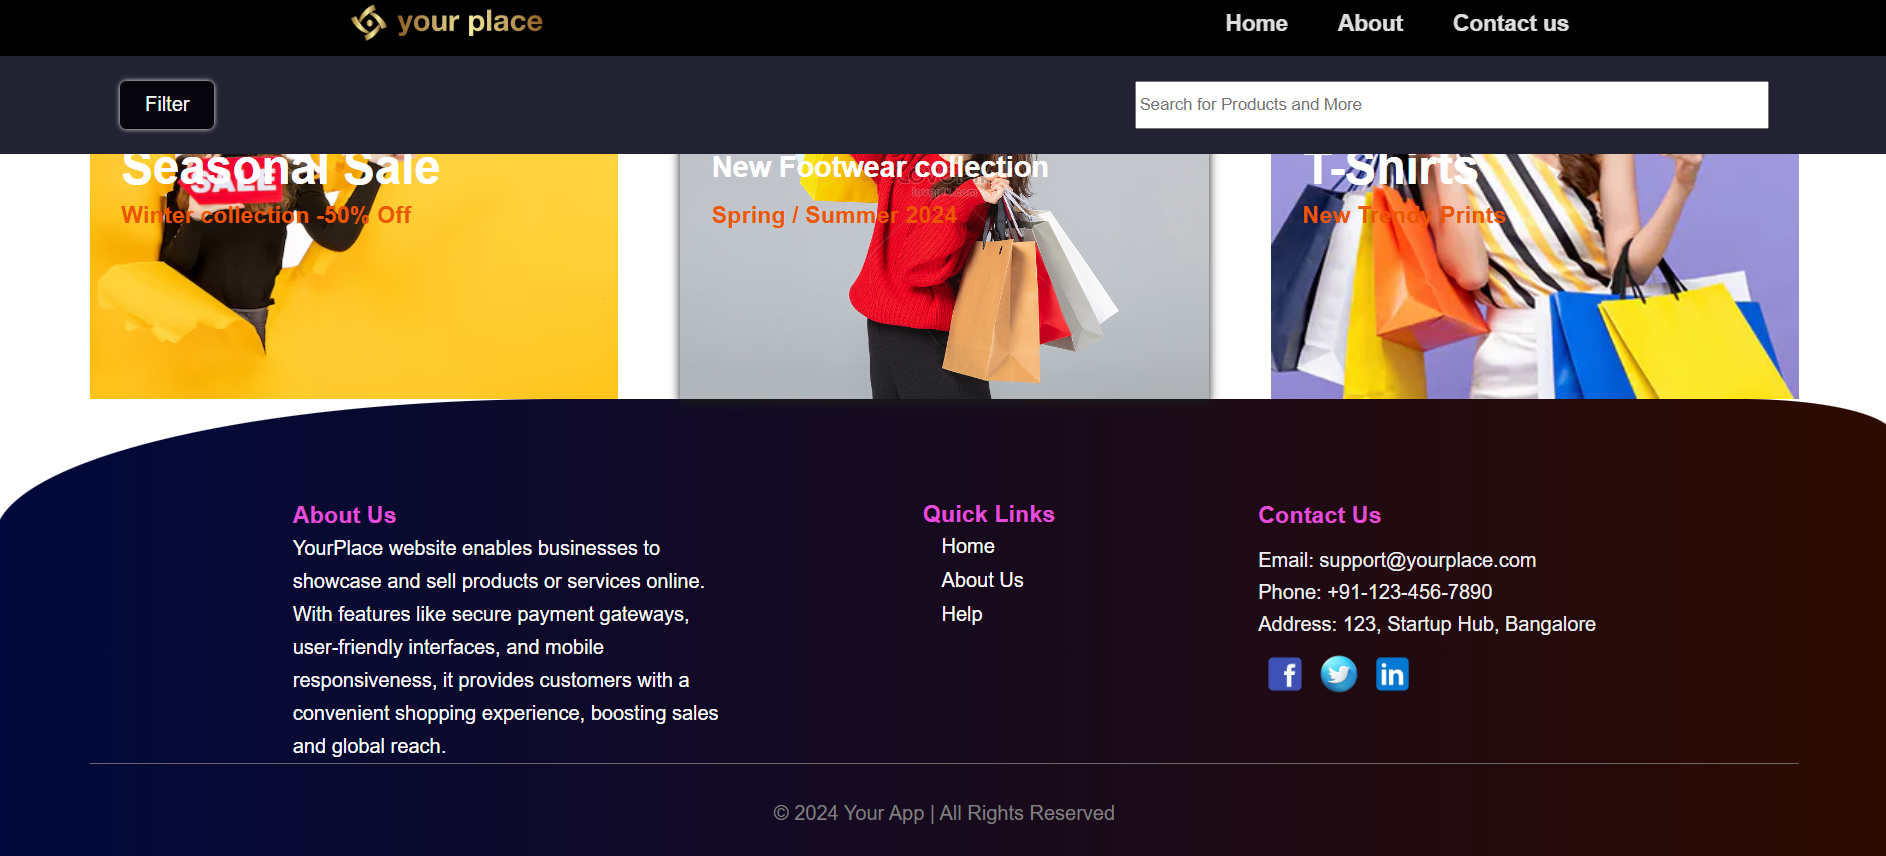 your place
Home About Contact us
Filter
Search for Products and More
Seasonal Sale
SALE
Winter collection -50% Off
New Footwear collection
lovepik.com
Spring / Summer 2024
T-Shirts
New Trendy Prints
About Us
YourPlace website enables businesses to
showcase and sell products or services online.
With features like secure payment gateways,
user-friendly interfaces, and mobile
responsiveness, it provides customers with a
convenient shopping experience, boosting sales
and global reach.
Quick Links
Home
About Us
Help
Contact Us
Email: support@yourplace.com
Phone: +91-123-456-7890
Address: 123, Startup Hub, Bangalore
f
in
© 2024 Your App | All Rights Reserved